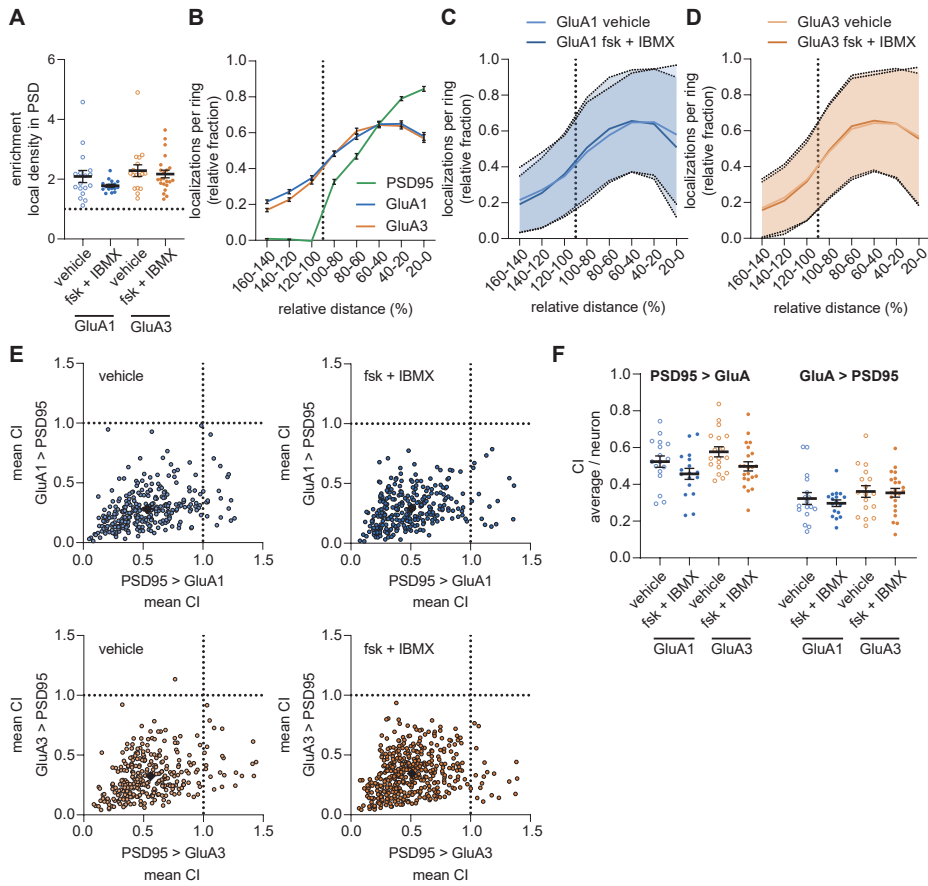 A
enrichment
local density in PSD
6
5
4
3
2
1
0
vehicle
fsk + IBMX
vehicle
fsk + IBMX
GluA1
GluA3
B
localizations per ring
(relative fraction)
1.0
0.8
0.6
0.4
0.2
0.0
PSD95
GluA1
GluA3
160-140
140-120
120-100
100-80
80-60
60-40
40-20
20-0
relative distance (%)
C
GluA1 vehicle
GluA1 fsk + IBMX
localizations per ring
(relative fraction)
1.0
0.8
0.6
0.4
0.2
0.0
160-140
140-120
120-100
100-80
80-60
60-40
40-20
20-0
relative distance (%)
D
GluA3 vehicle
GluA3 fsk + IBMX
localizations per ring
(relative fraction)
1.0
0.8
0.6
0.4
0.2
0.0
160-140
140-120
120-100
100-80
80-60
60-40
40-20
20-0
relative distance (%)
E
vehicle
mean CI
GluA1 > PSD95
1.5
1.0
0.5
0.0
0.0 0.5 1.0 1.5
PSD95 > GluA1
mean CI
fsk + IBMX
mean CI
GluA1 > PSD95
1.5
1.0
0.5
0.0
0.0 0.5 1.0 1.5
PSD95 > GluA1
mean CI
vehicle
mean CI
GluA3 > PSD95
1.5
1.0
0.5
0.0
0.0 0.5 1.0 1.5
PSD95 > GluA3
mean CI
fsk + IBMX
mean CI
GluA3 > PSD95
1.5
1.0
0.5
0.0
0.0 0.5 1.0 1.5
PSD95 > GluA3
mean CI
F
PSD95 > GluA
GluA > PSD95
CI
average / neuron
1.0
0.8
0.6
0.4
0.2
0.0
vehicle
fsk + IBMX
vehicle
fsk + IBMX
vehicle
fsk + IBMX
vehicle
fsk + IBMX
GluA1
GluA3
GluA1
GluA3